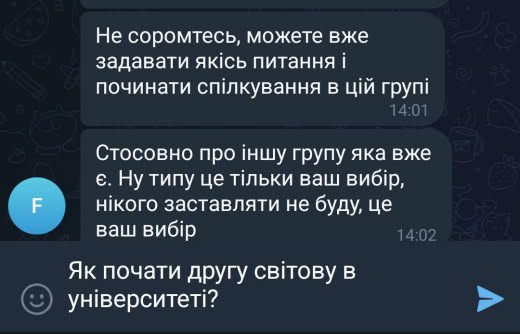 Не соромтесь, можете вже
задавати якісь питання і
починати спілкування в цій групі
14:01
Стосовно про іншу групу яка вже
є. Ну типу це тільки ваш вибір,
нікого заставляти не буду, це
ваш вибір
14:02
F
Як почати другу світову в
університеті?